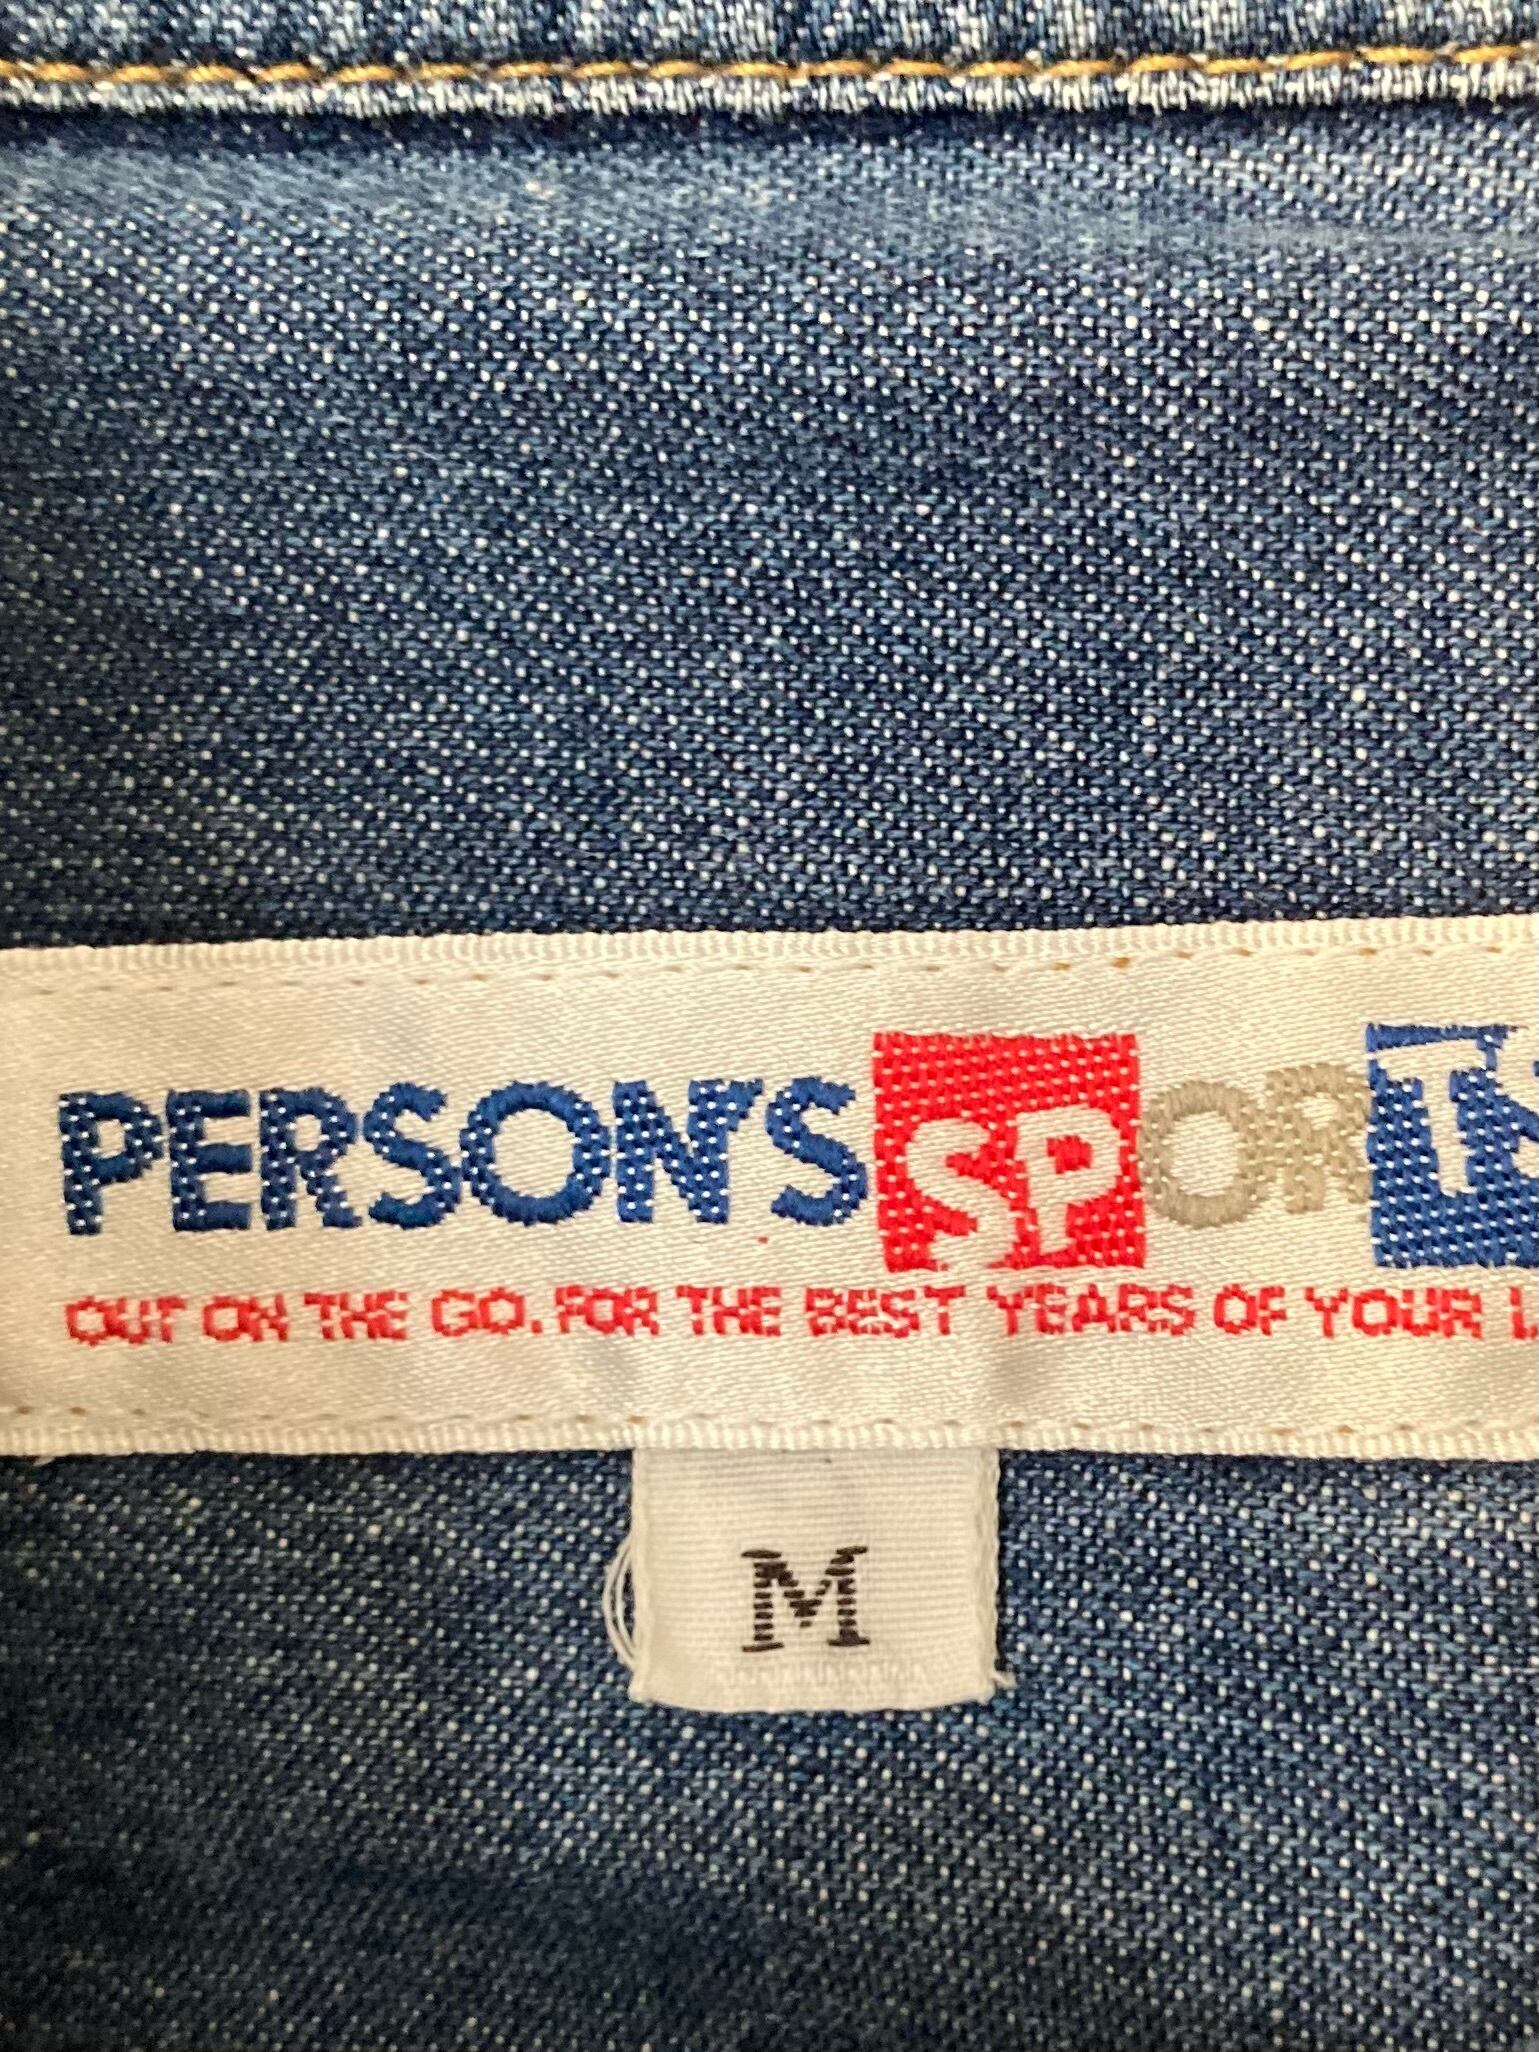 PERSON'S SPORTS
OUT ON THE GO. FOR THE BEST YEARS OF YOUR L
M